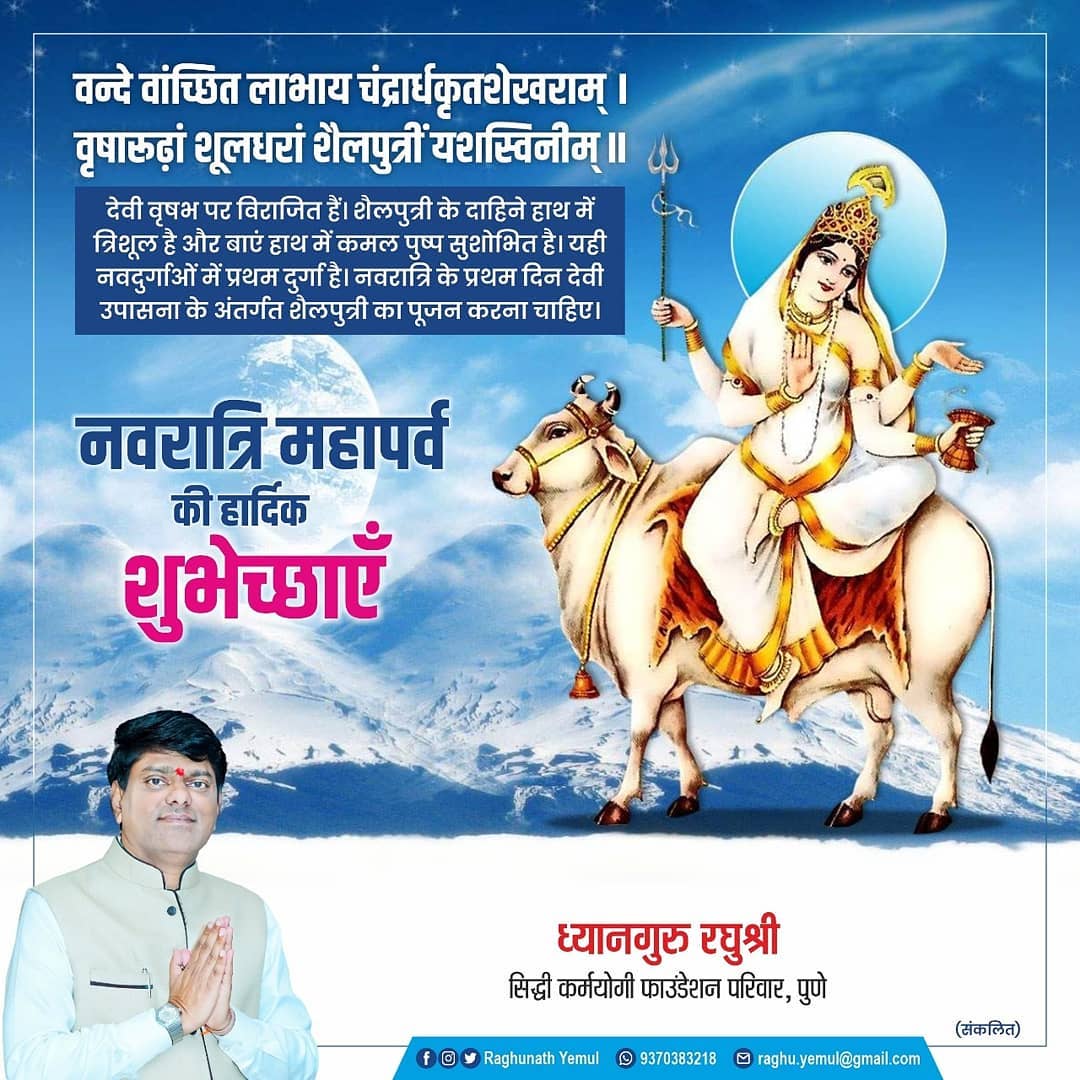 वन्दे वांच्छित लाभाय चंद्रार्धकृतशेखराम् ।
वृषारूढ़ां शूलधरां शैलपुत्रीं यशस्विनीम् ॥
देवी वृषभ पर विराजित हैं। शैलपुत्री के दाहिने हाथ में
त्रिशूल है और बाएं हाथ में कमल पुष्प सुशोभित है। यही
नवदुर्गाओं में प्रथम दुर्गा है। नवरात्रि के प्रथम दिन देवी
उपासना के अंतर्गत शैलपुत्री का पूजन करना चाहिए।
नवरात्रि महापर्व
की हार्दिक
शुभेच्छाएँ
ध्यानगुरु रघुश्री
सिद्धी कर्मयोगी फाउंडेशन परिवार, पुणे
(संकलित)
Raghunath Yemul 9370383218 raghu.yemul@gmail.com